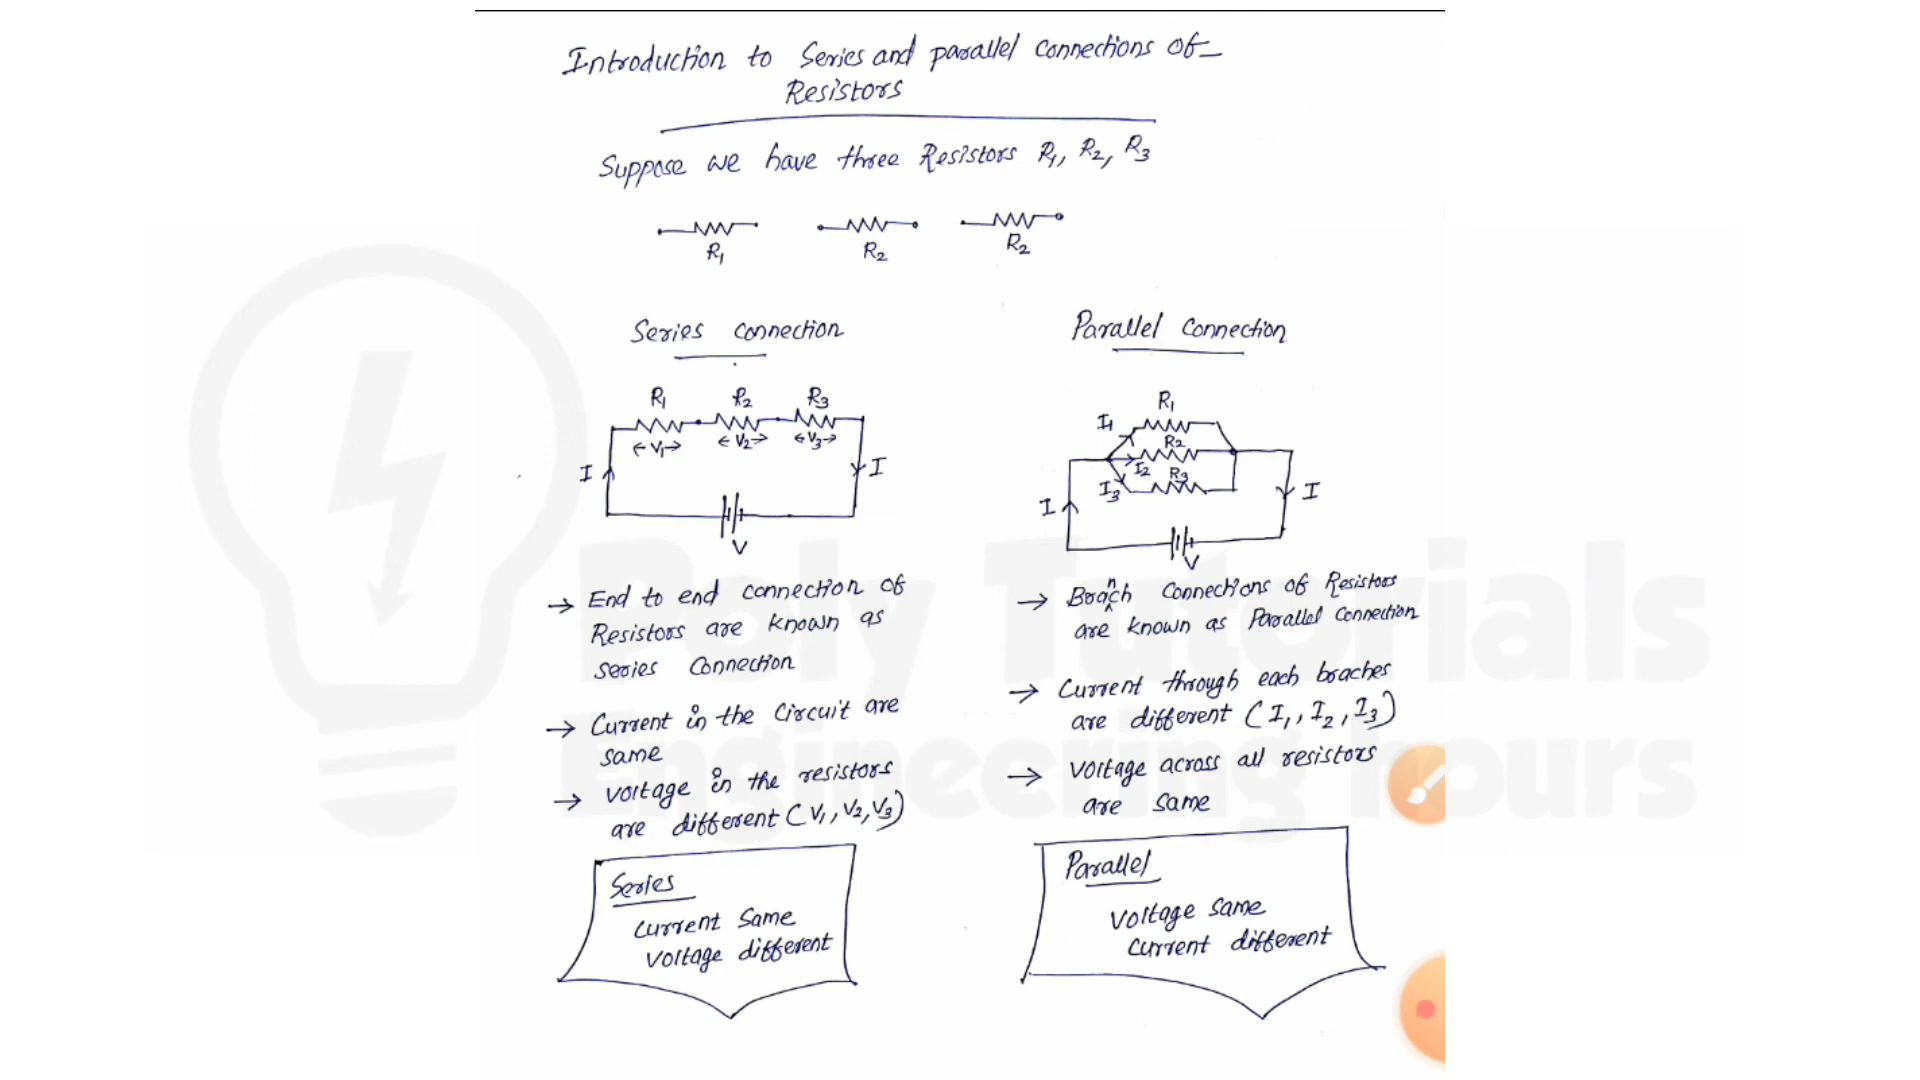 Introduction to Series and parallel connections of
Resistors
Suppose we have three Resistors R1, R2, R3
R1 R2 R2
Series connection
R1 R2 R3
V1 V2 V3
I I
V
→ End to end connection of
Resistors are known as
series connection
→ Current in the circuit are
same
→ voltage in the resistors
are different (V1, V2, V3)
Series
Current Same
Voltage different
Parallel Connection
R1
I1
R2
I2 R3
I3
I I
V
→ Branch Connections of Resistors
are known as Parallel Connection
→ Current through each braches
are different (I1, I2, I3)
→ voltage across all resistors
are same
Parallel
Voltage same
Current different
Poly Tutorials
Engineering hours